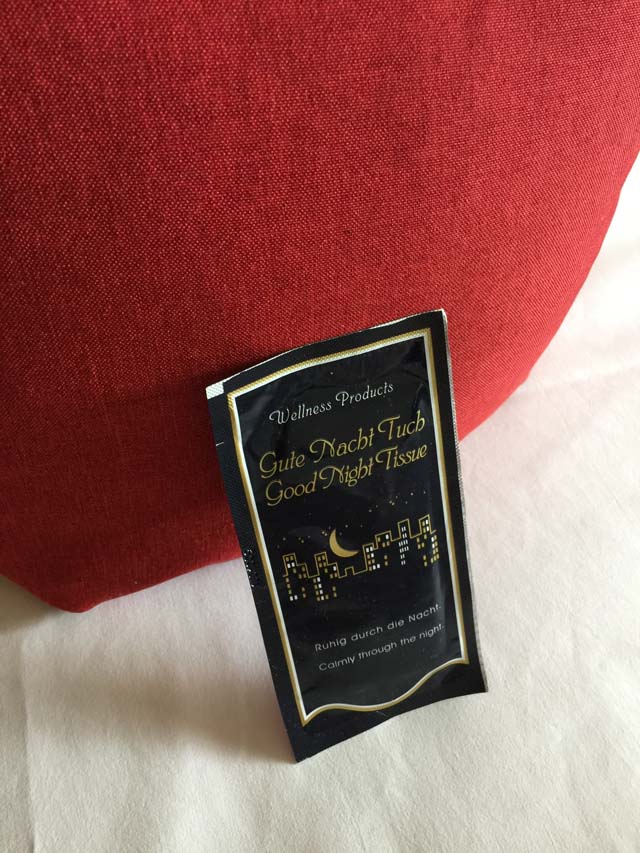 Wellness Products
Gute Nacht Tuch
Good Night Tissue
Ruhig durch die Nacht.
Calmly through the night.